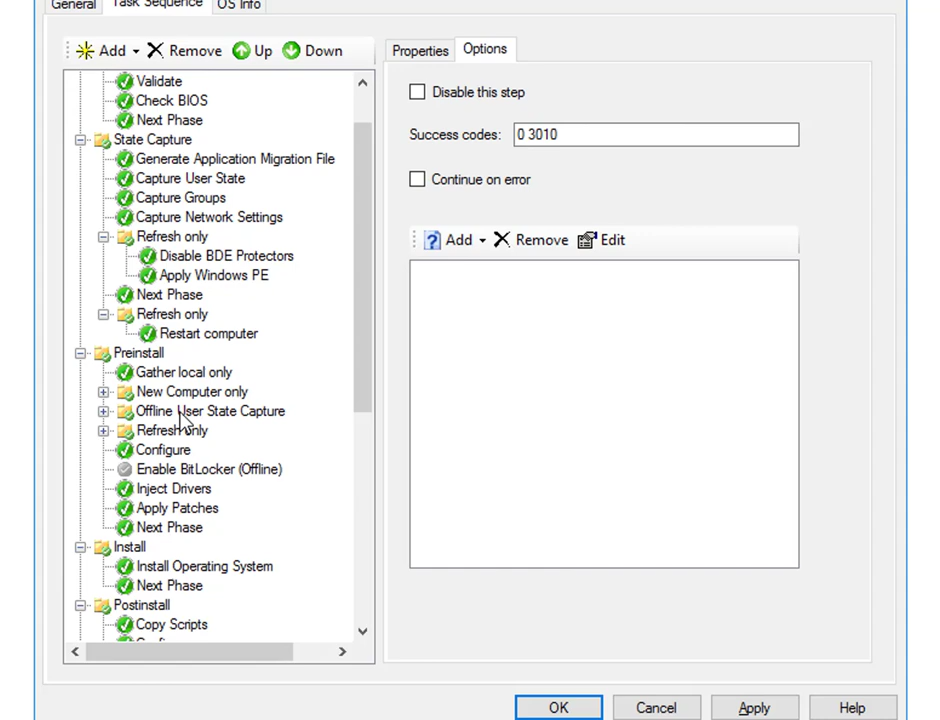 General Task Sequence OS Info
Add Remove Up Down
Properties Options
Validate
Check BIOS
Next Phase
State Capture
Generate Application Migration File
Capture User State
Capture Groups
Capture Network Settings
Refresh only
Disable BDE Protectors
Apply Windows PE
Next Phase
Refresh only
Restart computer
Preinstall
Gather local only
New Computer only
Offline User State Capture
Refresh only
Configure
Enable BitLocker (Offline)
Inject Drivers
Apply Patches
Next Phase
Install
Install Operating System
Next Phase
Postinstall
Copy Scripts
Disable this step
Success codes: 0 3010
Continue on error
Add Remove Edit
OK Cancel Apply Help